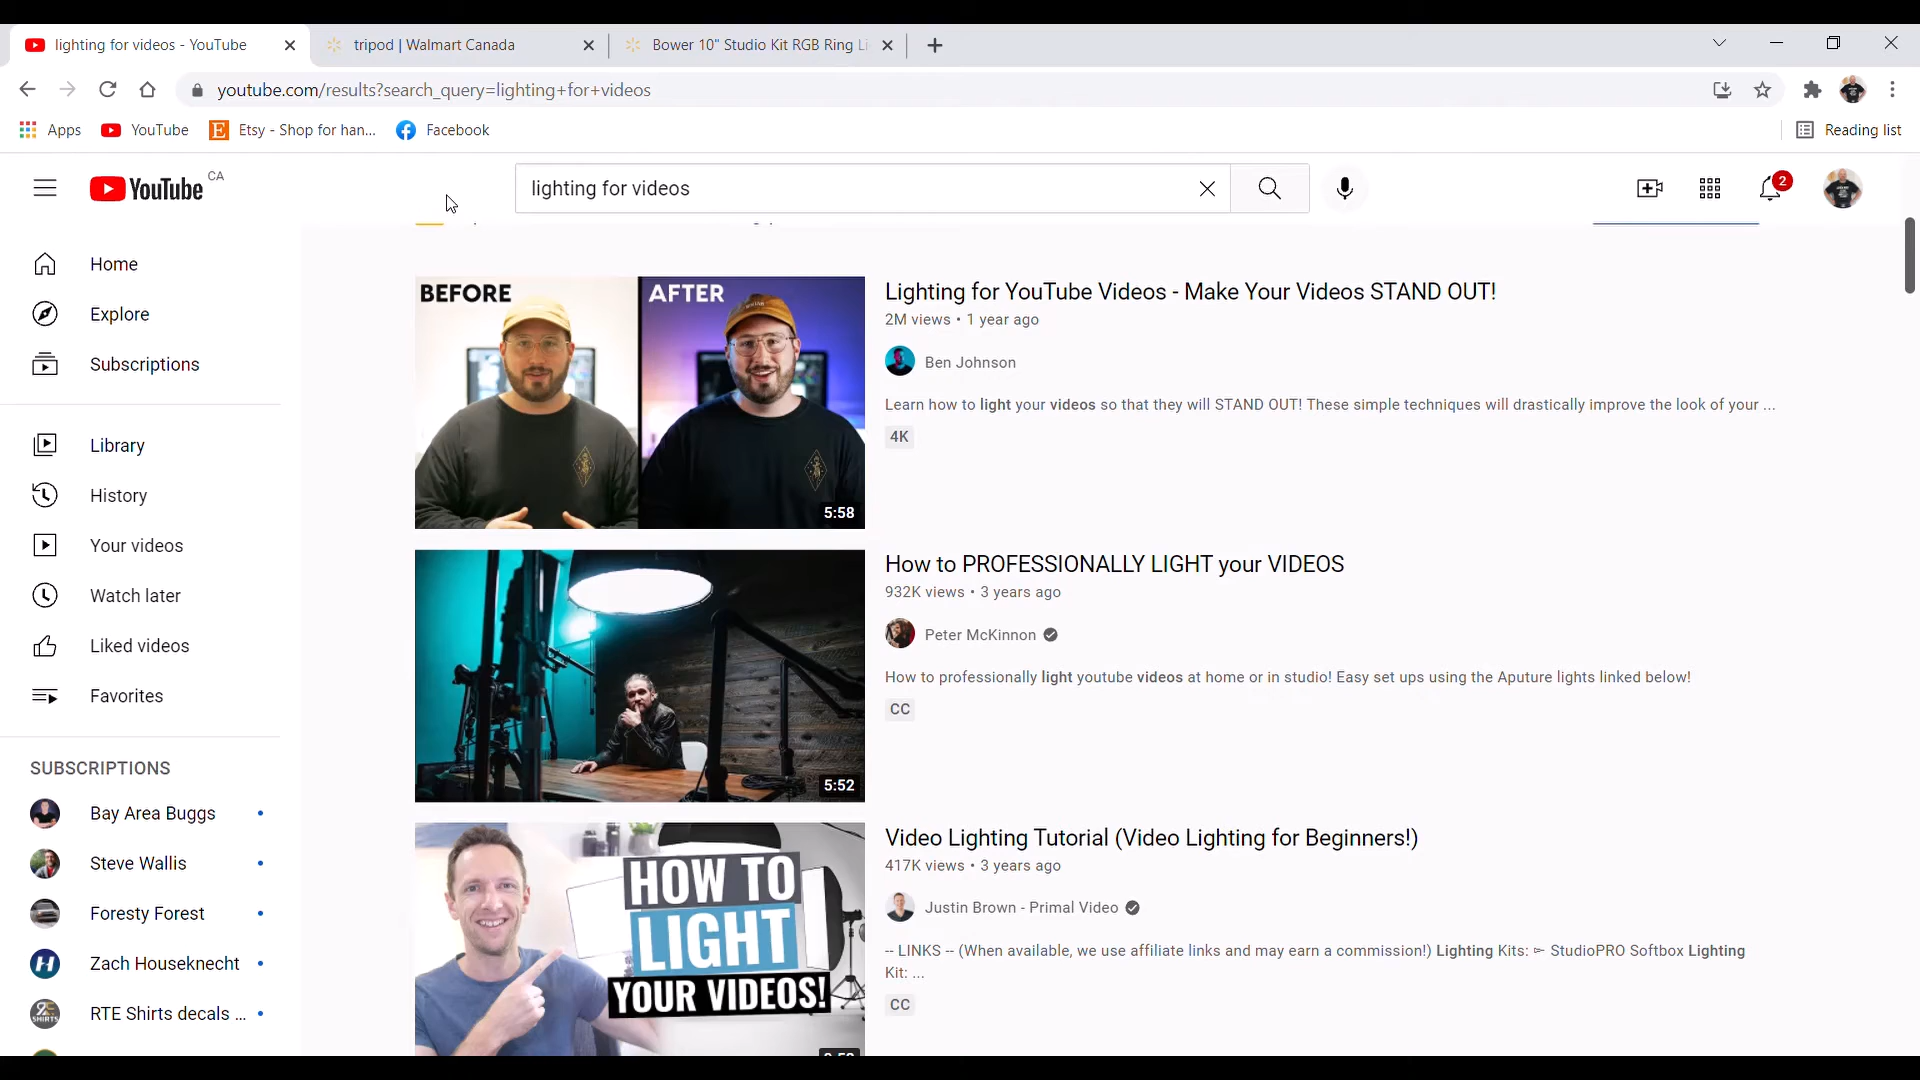 lighting for videos - YouTube
tripod | Walmart Canada
Bower 10" Studio Kit RGB Ring Li
youtube.com/results?search_query=lighting+for+videos
Apps
YouTube
Etsy - Shop for han...
Facebook
Reading list
YouTube CA
lighting for videos
2
Home
Explore
Subscriptions
Library
History
Your videos
Watch later
Liked videos
Favorites
SUBSCRIPTIONS
Bay Area Buggs
Steve Wallis
Foresty Forest
Zach Houseknecht
RTE Shirts decals ...
BEFORE
AFTER
5:58
Lighting for YouTube Videos - Make Your Videos STAND OUT!
2M views • 1 year ago
Ben Johnson
Learn how to light your videos so that they will STAND OUT! These simple techniques will drastically improve the look of your ...
4K
5:52
How to PROFESSIONALLY LIGHT your VIDEOS
932K views • 3 years ago
Peter McKinnon
How to professionally light youtube videos at home or in studio! Easy set ups using the Aputure lights linked below!
CC
HOW TO
LIGHT
YOUR VIDEOS!
Video Lighting Tutorial (Video Lighting for Beginners!)
417K views • 3 years ago
Justin Brown - Primal Video
-- LINKS -- (When available, we use affiliate links and may earn a commission!) Lighting Kits: ► StudioPRO Softbox Lighting
Kit: ...
CC